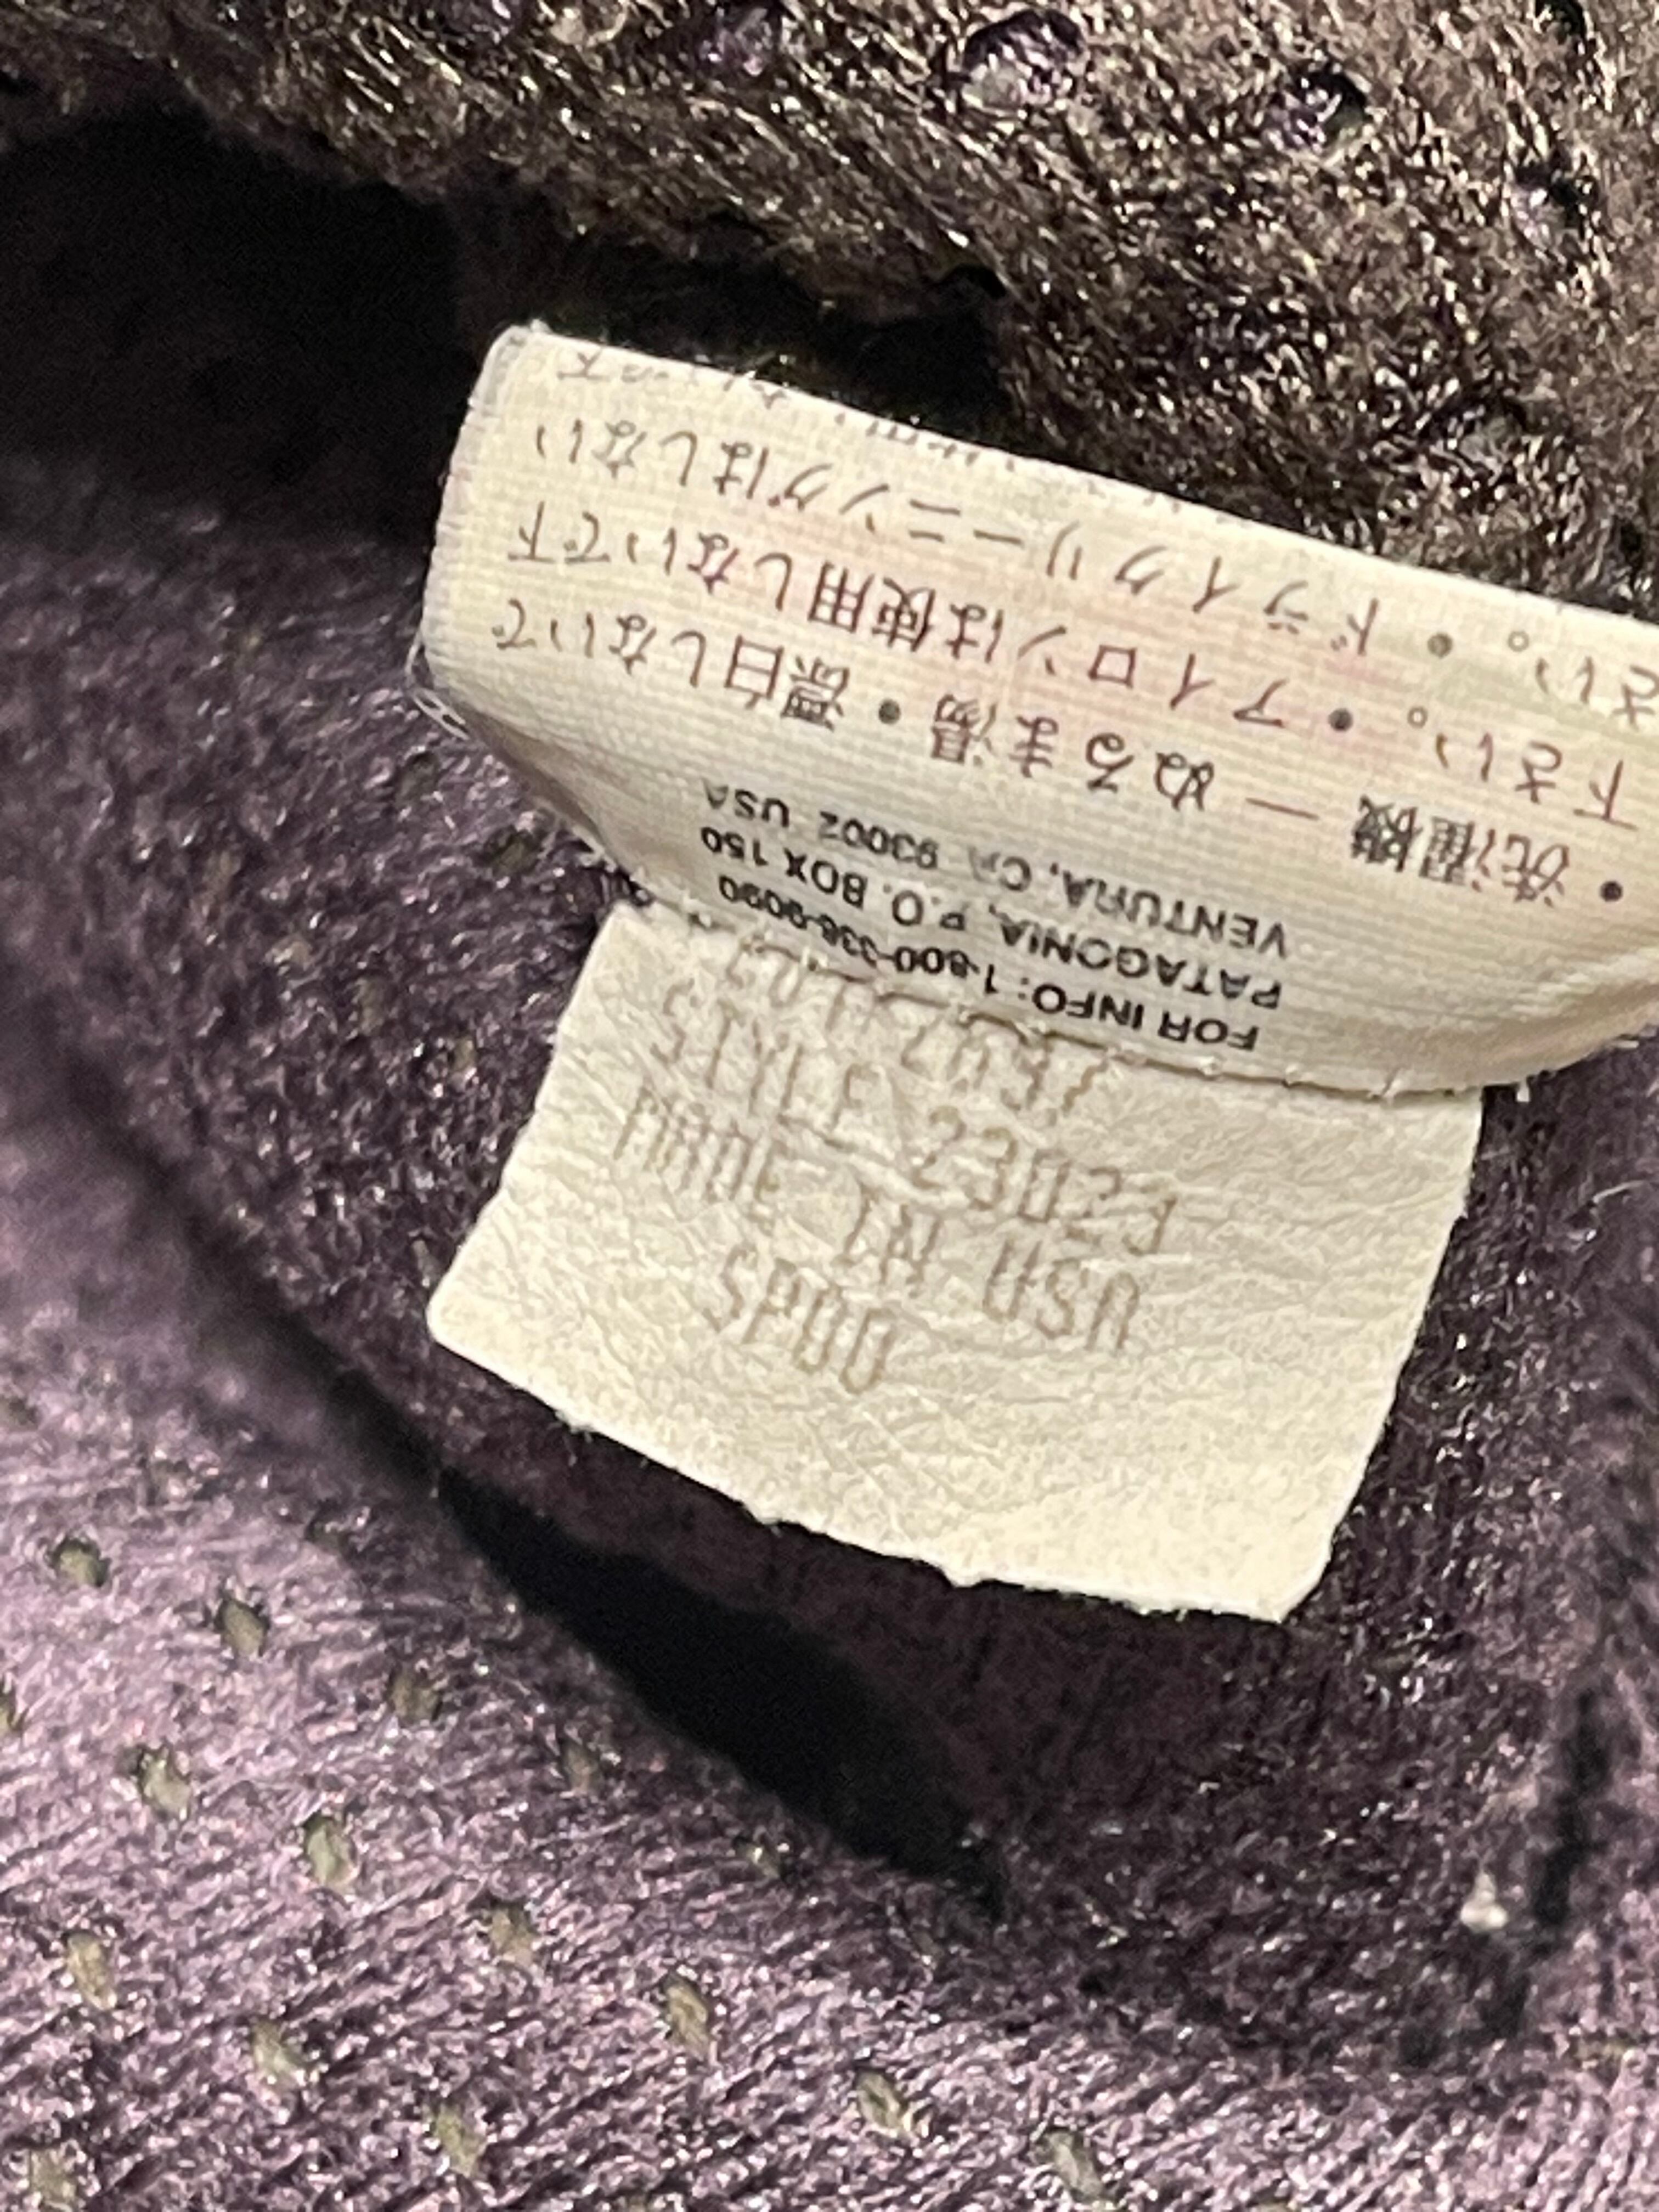 FOR INFO: 1-800-336-9090
PATAGONIA, P.O. BOX 150
VENTURA, CA 93002 USA
•洗濯機 — ぬるま湯•漂白しないで
下さい。•アイロンは使用しないで下
さい。•ドライクリーニングはしない
STYLE 23023
MADE IN USA
SP00